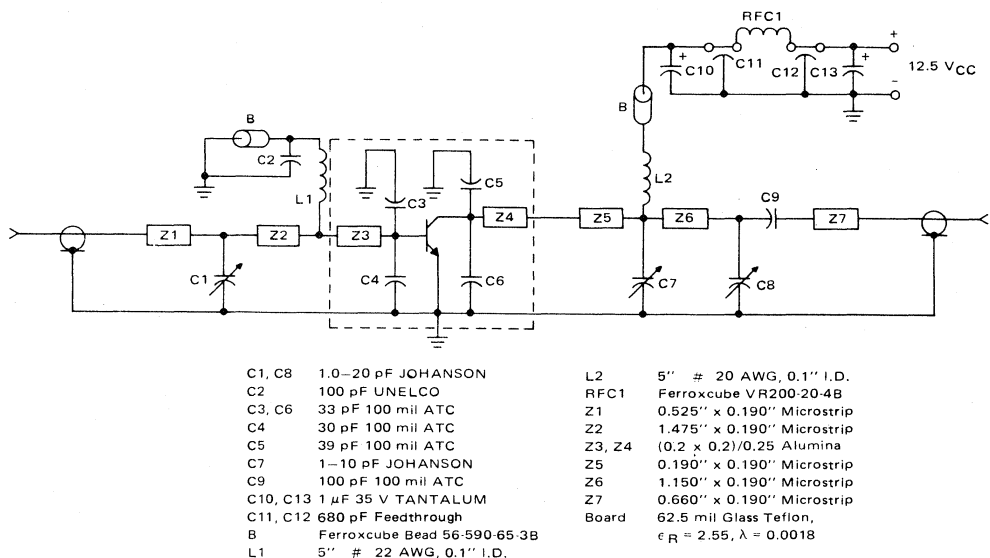 RFC1
+
+
+
C10
C11
C12
C13
12.5 VCC
−
B
B
C2
L1
C3
C5
Z4
L2
C9
Z5
Z6
Z7
Z1
Z2
Z3
C1
C4
C6
C7
C8
C1, C8 1.0–20 pF JOHANSON
C2 100 pF UNELCO
C3, C6 33 pF 100 mil ATC
C4 30 pF 100 mil ATC
C5 39 pF 100 mil ATC
C7 1–10 pF JOHANSON
C9 100 pF 100 mil ATC
C10, C13 1 μF 35 V TANTALUM
C11, C12 680 pF Feedthrough
B Ferroxcube Bead 56-590-65-3B
L1 5'' # 22 AWG, 0.1'' I.D.
L2 5'' # 20 AWG, 0.1'' I.D.
RFC1 Ferroxcube VR200-20-4B
Z1 0.525'' x 0.190'' Microstrip
Z2 1.475'' x 0.190'' Microstrip
Z3, Z4 (0.2 x 0.2)/0.25 Alumina
Z5 0.190'' x 0.190'' Microstrip
Z6 1.150'' x 0.190'' Microstrip
Z7 0.660'' x 0.190'' Microstrip
Board 62.5 mil Glass Teflon,
ϵR = 2.55, λ = 0.0018